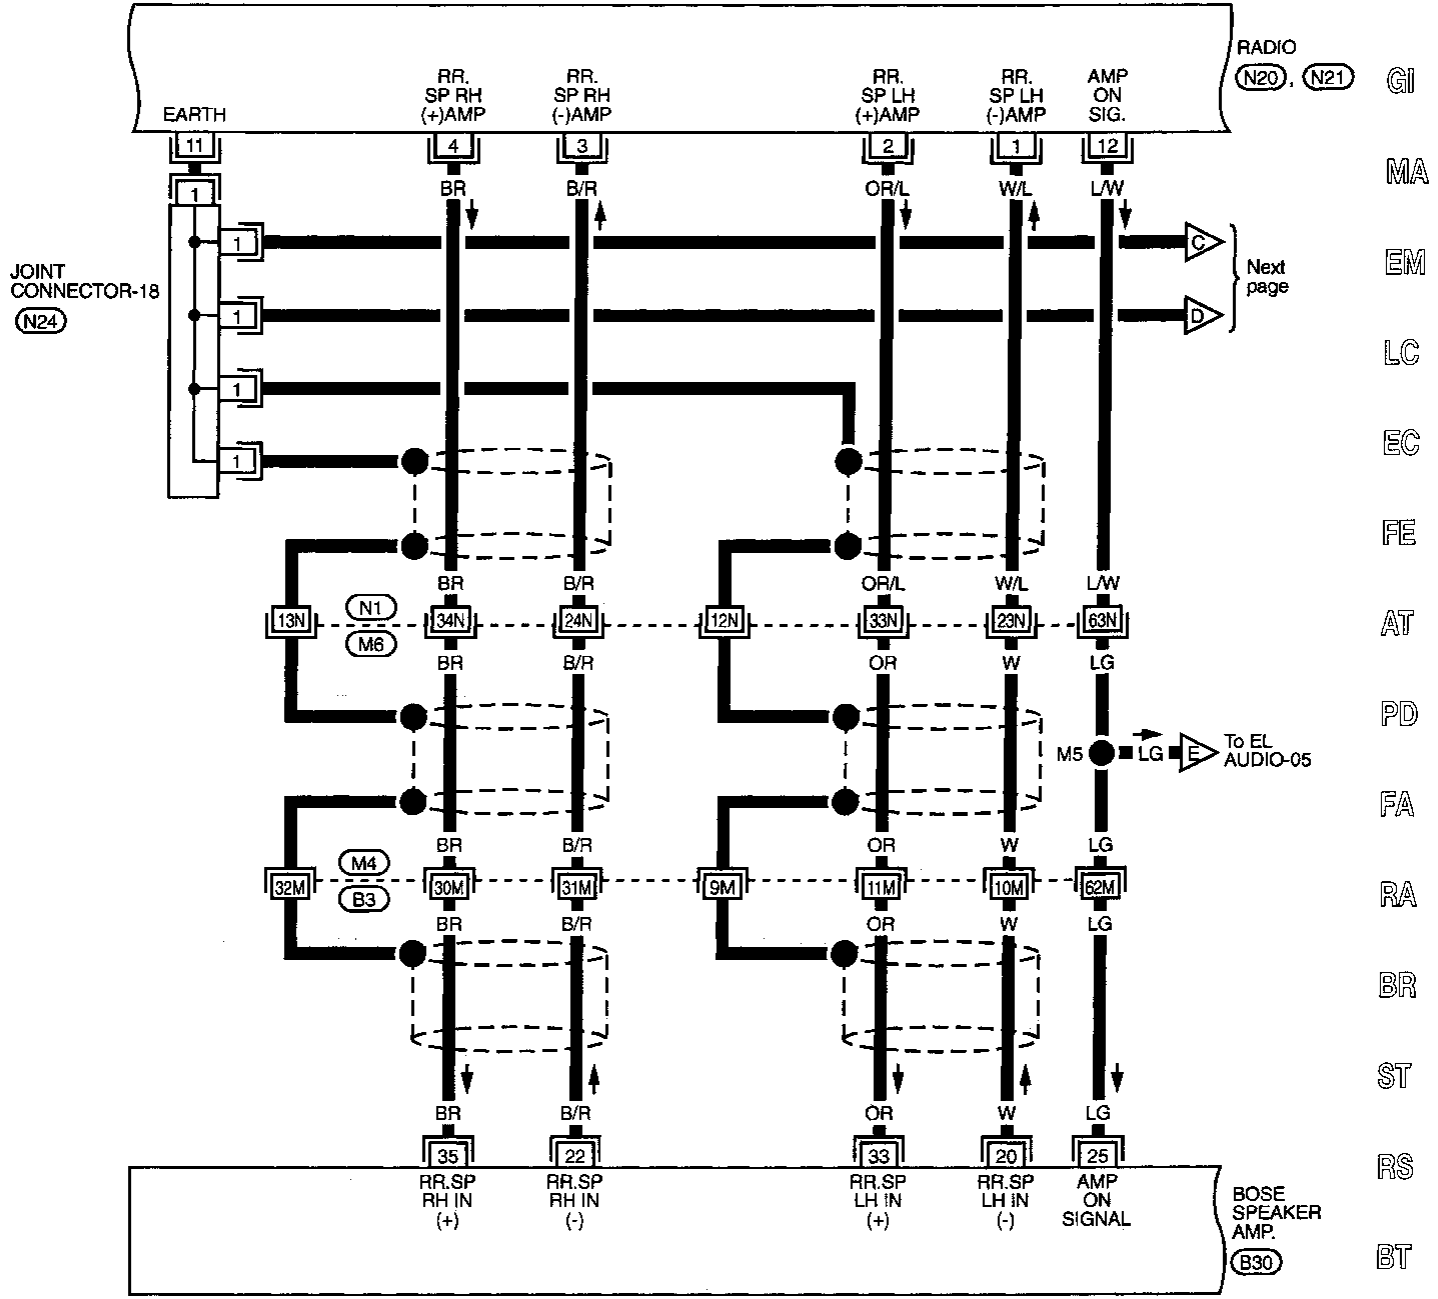 RADIO
N20, N21
GI
RR.
SP RH
(+)AMP
RR.
SP RH
(-)AMP
RR.
SP LH
(+)AMP
RR.
SP LH
(-)AMP
AMP
ON
SIG.
EARTH
11
4
3
2
1
12
MA
1
BR
B/R
OR/L
W/L
L/W
1
C
EM
JOINT
CONNECTOR-18
N24
Next
page
1
D
LC
1
EC
1
FE
BR
B/R
OR/L
W/L
L/W
13N
N1
M6
34N
24N
12N
33N
23N
63N
AT
BR
B/R
OR
W
LG
PD
M5
LG
E
To EL
AUDIO-05
FA
BR
B/R
OR
W
LG
32M
M4
B3
30M
31M
9M
11M
10M
62M
RA
BR
B/R
OR
W
LG
BR
ST
BR
B/R
OR
W
LG
35
22
33
20
25
RS
RR.SP
RH IN
(+)
RR.SP
RH IN
(-)
RR.SP
LH IN
(+)
RR.SP
LH IN
(-)
AMP
ON
SIGNAL
BOSE
SPEAKER
AMP.
B30
BT